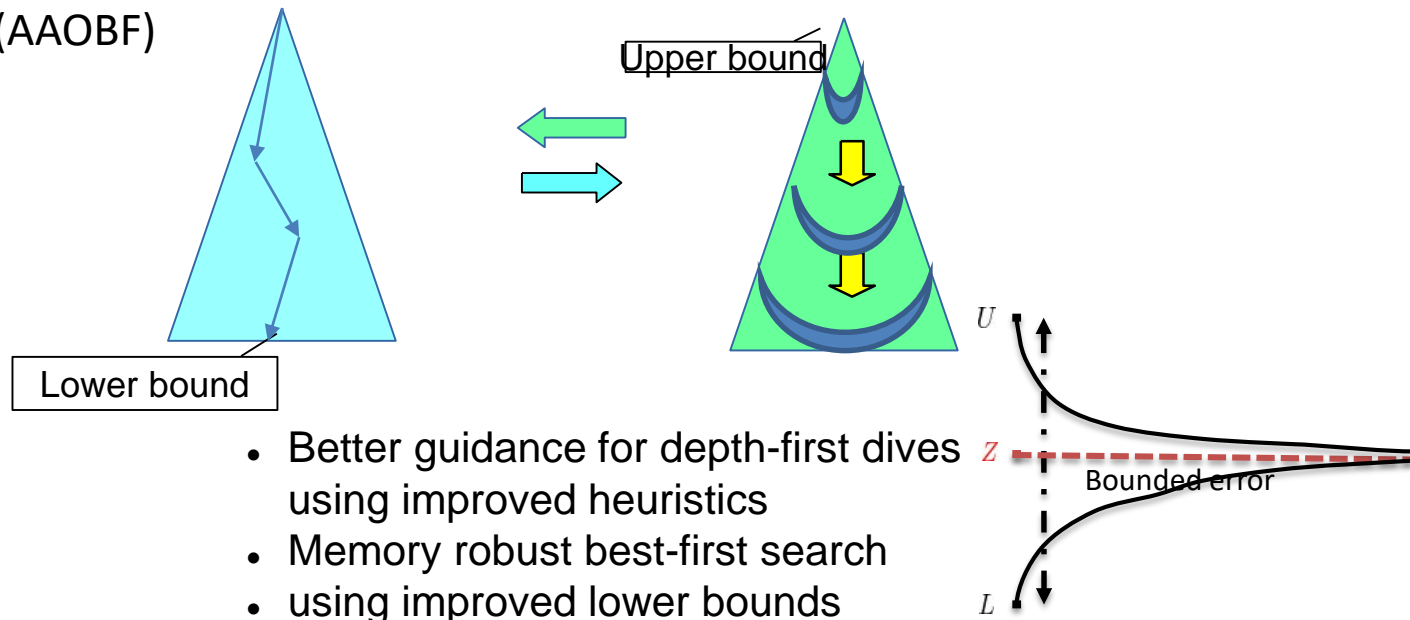 (AAOBF)
Upper bound
Lower bound
U
• Better guidance for depth-first dives
Z
Bounded error
using improved heuristics
• Memory robust best-first search
• using improved lower bounds
L